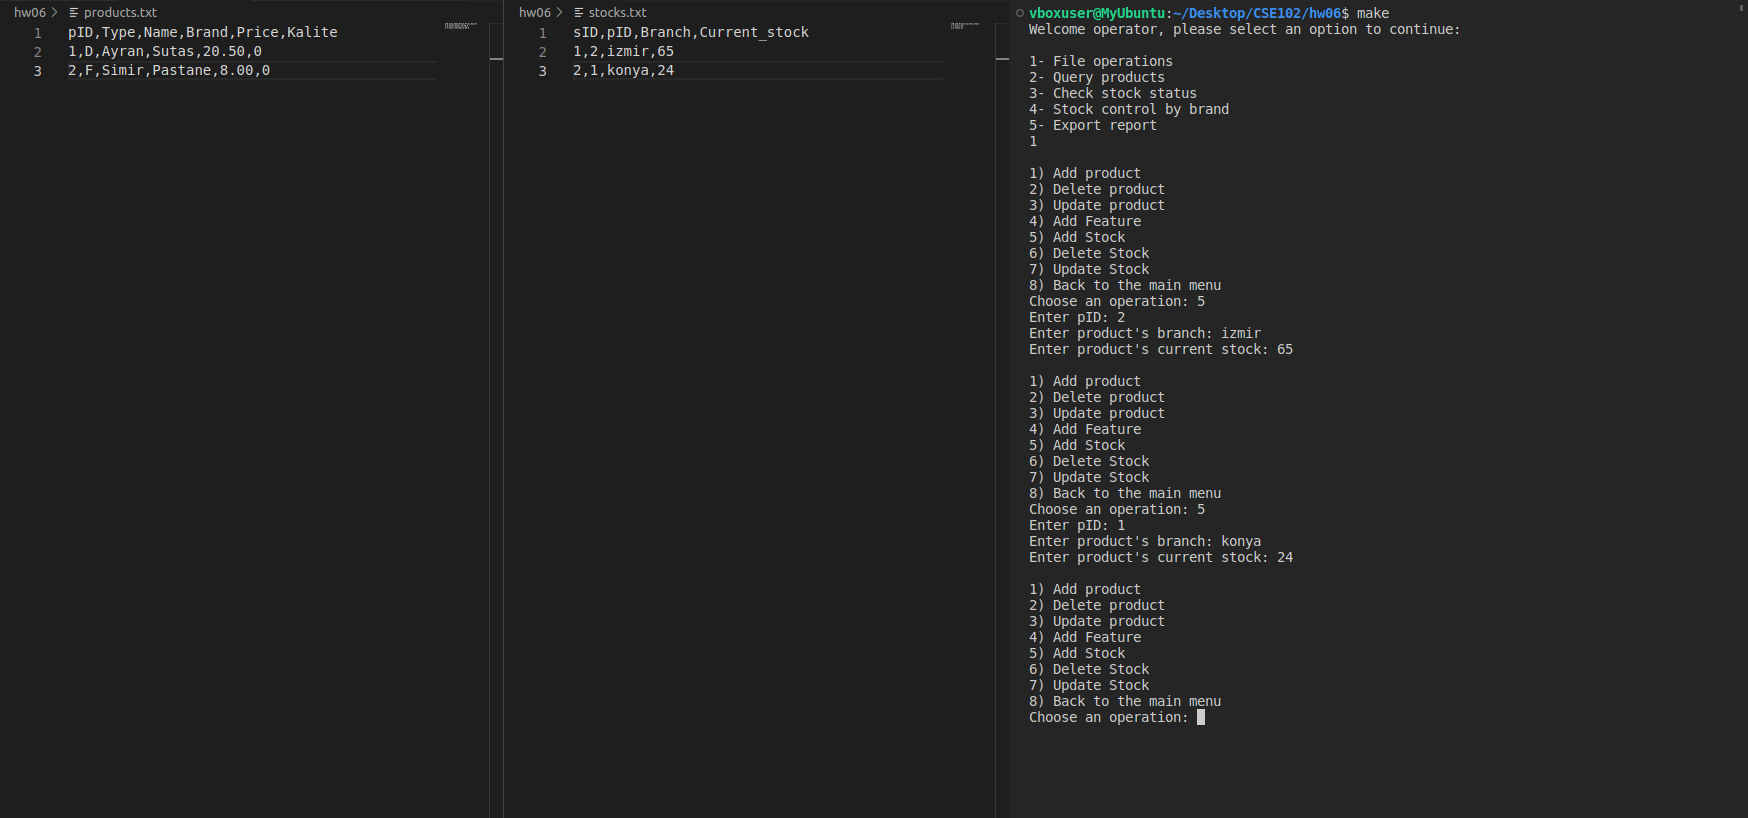 hw06 > products.txt
1 pID,Type,Name,Brand,Price,Kalite
2 1,D,Ayran,Sutas,20.50,0
3 2,F,Simir,Pastane,8.00,0
hw06 > stocks.txt
1 sID,pID,Branch,Current_stock
2 1,2,izmir,65
3 2,1,konya,24
vboxuser@MyUbuntu:~/Desktop/CSE102/hw06$ make
Welcome operator, please select an option to continue:
1- File operations
2- Query products
3- Check stock status
4- Stock control by brand
5- Export report
1
1) Add product
2) Delete product
3) Update product
4) Add Feature
5) Add Stock
6) Delete Stock
7) Update Stock
8) Back to the main menu
Choose an operation: 5
Enter pID: 2
Enter product's branch: izmir
Enter product's current stock: 65
1) Add product
2) Delete product
3) Update product
4) Add Feature
5) Add Stock
6) Delete Stock
7) Update Stock
8) Back to the main menu
Choose an operation: 5
Enter pID: 1
Enter product's branch: konya
Enter product's current stock: 24
1) Add product
2) Delete product
3) Update product
4) Add Feature
5) Add Stock
6) Delete Stock
7) Update Stock
8) Back to the main menu
Choose an operation: